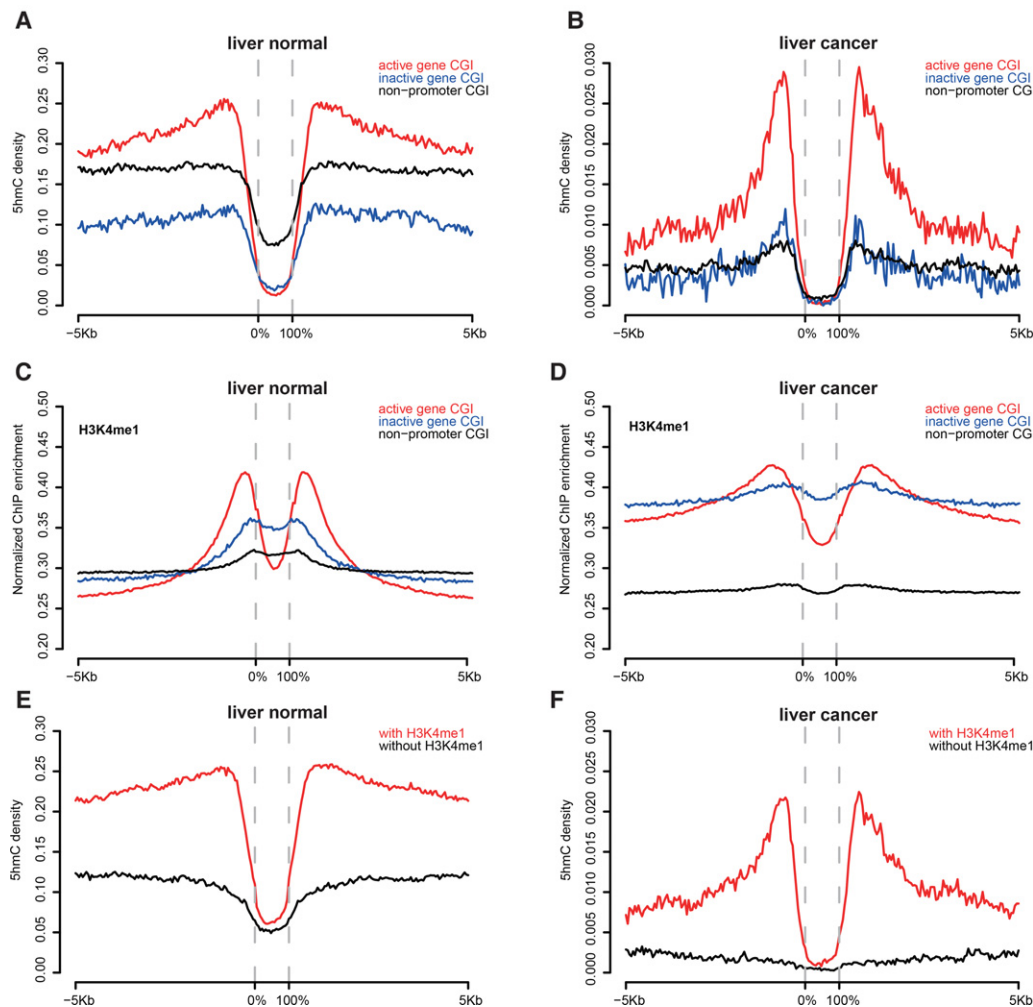 A
liver normal
active gene CGI
inactive gene CGI
non-promoter CGI
5hmC density
0.30
0.25
0.20
0.15
0.10
0.05
0.00
−5Kb
0%
100%
5Kb
B
liver cancer
active gene CGI
inactive gene CGI
non-promoter CG
5hmC density
0.030
0.025
0.020
0.015
0.010
0.005
0.000
−5Kb
0%
100%
5Kb
C
liver normal
active gene CGI
inactive gene CGI
non-promoter CGI
H3K4me1
Normalized ChIP enrichment
0.50
0.45
0.40
0.35
0.30
0.25
0.20
−5Kb
0%
100%
5Kb
D
liver cancer
active gene CGI
inactive gene CGI
non-promoter CG
H3K4me1
Normalized ChIP enrichment
0.50
0.45
0.40
0.35
0.30
0.25
0.20
−5Kb
0%
100%
5Kb
E
liver normal
with H3K4me1
without H3K4me1
5hmC density
0.30
0.25
0.20
0.15
0.10
0.05
0.00
−5Kb
0%
100%
5Kb
F
liver cancer
with H3K4me1
without H3K4me1
5hmC density
0.030
0.025
0.020
0.015
0.010
0.005
0.000
−5Kb
0%
100%
5Kb